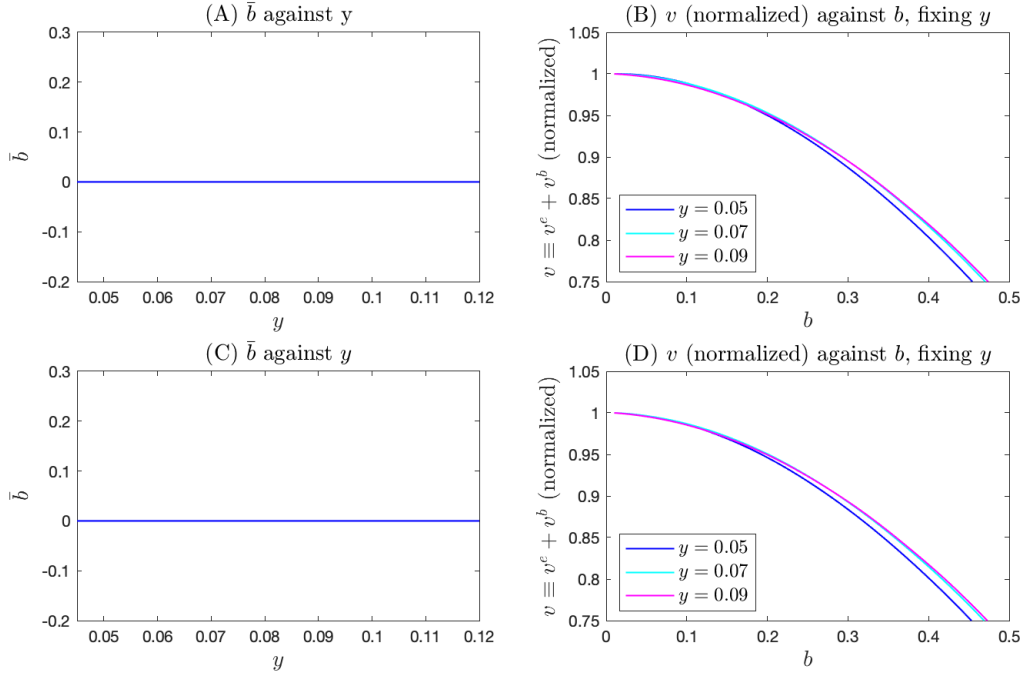 (A) b̄ against y
0.3
0.2
0.1
0
-0.1
-0.2
b̄
0.05 0.06 0.07 0.08 0.09 0.1 0.11 0.12
y
(B) v (normalized) against b, fixing y
1.05
1
0.95
0.9
0.85
0.8
0.75
v ≡ vᵉ + vᵇ (normalized)
y = 0.05
y = 0.07
y = 0.09
0 0.1 0.2 0.3 0.4 0.5
b
(C) b̄ against y
0.3
0.2
0.1
0
-0.1
-0.2
b̄
0.05 0.06 0.07 0.08 0.09 0.1 0.11 0.12
y
(D) v (normalized) against b, fixing y
1.05
1
0.95
0.9
0.85
0.8
0.75
v ≡ vᵉ + vᵇ (normalized)
y = 0.05
y = 0.07
y = 0.09
0 0.1 0.2 0.3 0.4 0.5
b